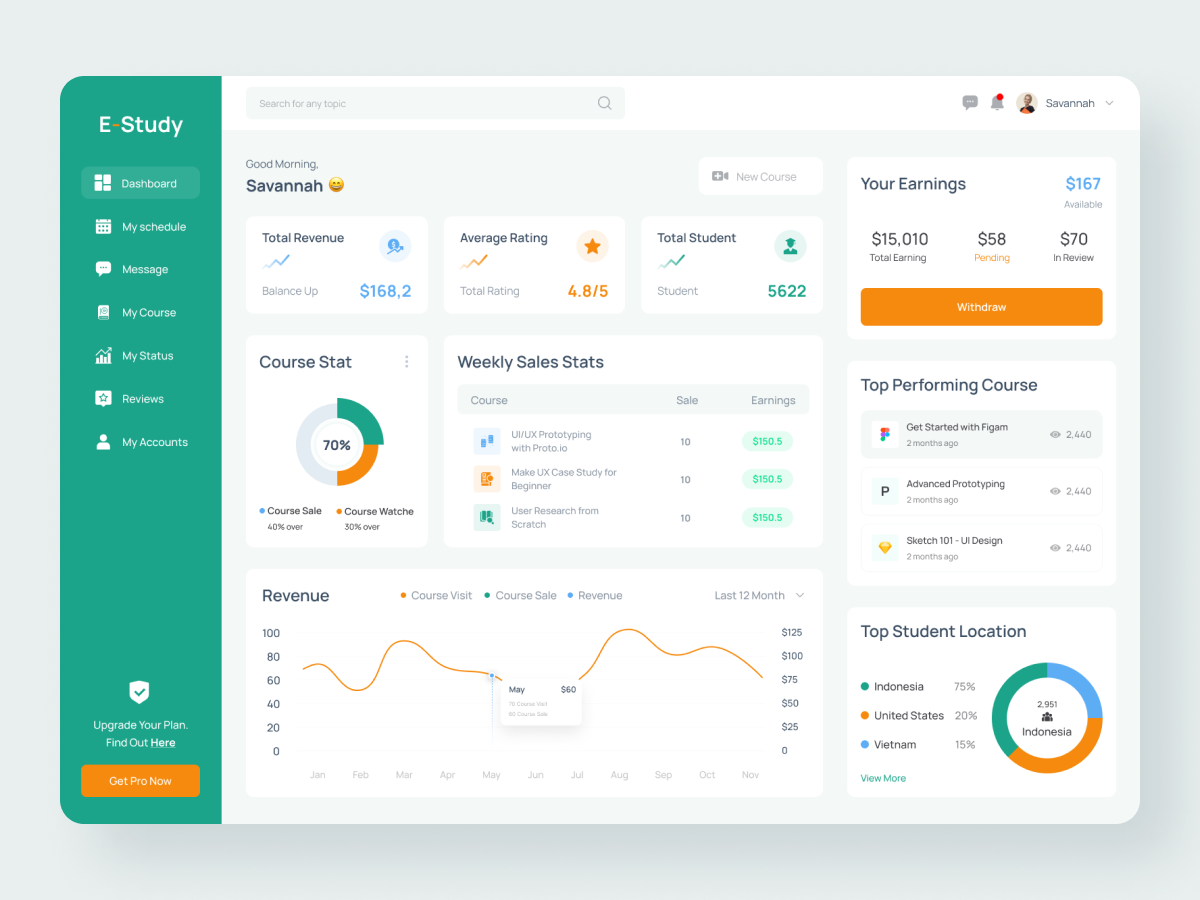 E-Study
Dashboard
My schedule
Message
My Course
My Status
Reviews
My Accounts
Upgrade Your Plan.
Find Out Here
Get Pro Now
Search for any topic
Savannah
Good Morning,
Savannah 😄
New Course
Total Revenue
Balance Up
$168,2
Average Rating
Total Rating
4.8/5
Total Student
Student
5622
Course Stat
70%
Course Sale
40% over
Course Watche
30% over
Weekly Sales Stats
Course Sale Earnings
UI/UX Prototyping
with Proto.io
10
$150.5
Make UX Case Study for
Beginner
10
$150.5
User Research from
Scratch
10
$150.5
Revenue
Course Visit
Course Sale
Revenue
Last 12 Month
100
80
60
40
20
0
$125
$100
$75
$50
$25
0
May $60
70 Course Visit
60 Course Sale
Jan Feb Mar Apr May Jun Jul Aug Sep Oct Nov
Your Earnings
$167
Available
$15,010
Total Earning
$58
Pending
$70
In Review
Withdraw
Top Performing Course
Get Started with Figam
2 months ago
2,440
P
Advanced Prototyping
2 months ago
2,440
Sketch 101 - UI Design
2 months ago
2,440
Top Student Location
Indonesia 75%
United States 20%
Vietnam 15%
View More
2,951
Indonesia